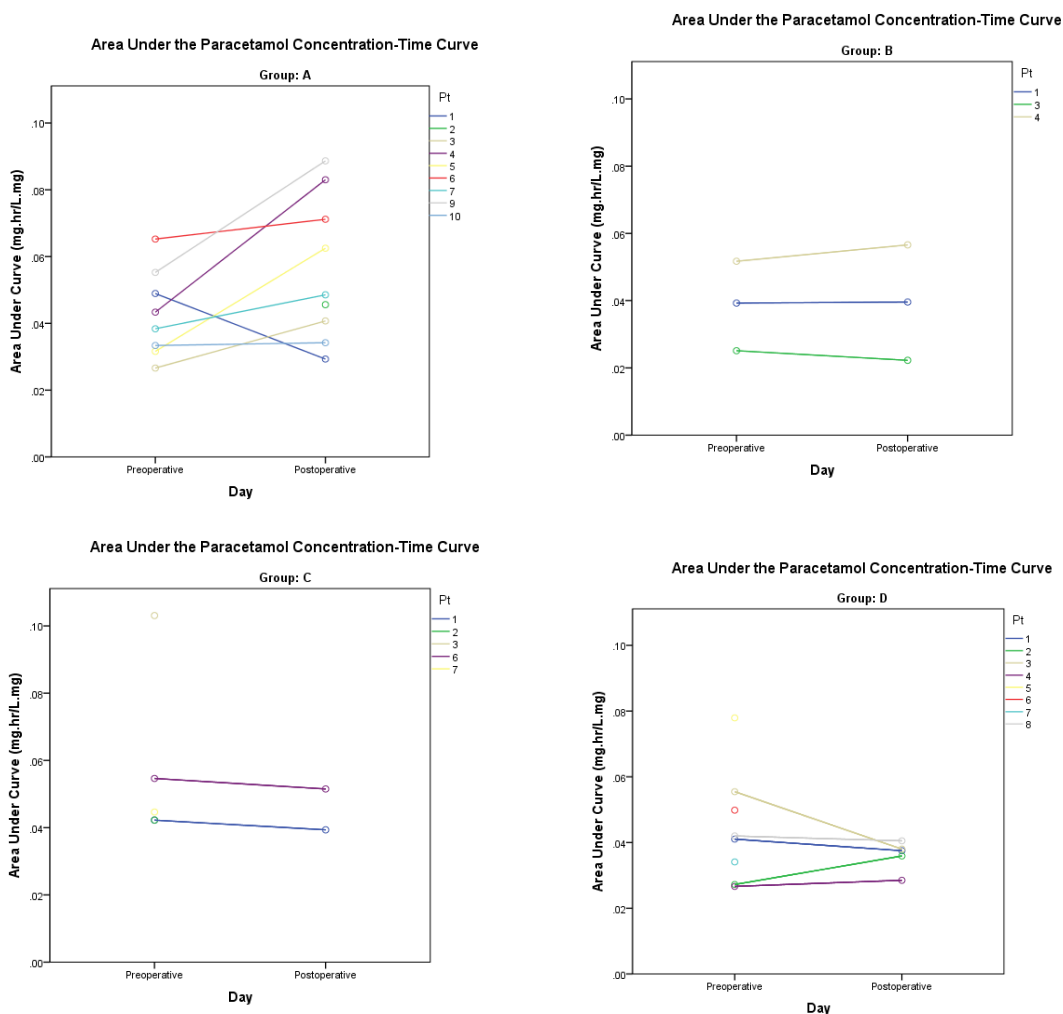 Area Under the Paracetamol Concentration-Time Curve
Group: A
Pt
1
2
3
4
5
6
7
9
10
.10
.08
.06
.04
.02
.00
Area Under Curve (mg.hr/L.mg)
Preoperative
Postoperative
Day
Area Under the Paracetamol Concentration-Time Curve
Group: B
Pt
1
3
4
.10
.08
.06
.04
.02
.00
Area Under Curve (mg.hr/L.mg)
Preoperative
Postoperative
Day
Area Under the Paracetamol Concentration-Time Curve
Group: C
Pt
1
2
3
6
7
.10
.08
.06
.04
.02
.00
Area Under Curve (mg.hr/L.mg)
Preoperative
Postoperative
Day
Area Under the Paracetamol Concentration-Time Curve
Group: D
Pt
1
2
3
4
5
6
7
8
.10
.08
.06
.04
.02
.00
Area Under Curve (mg.hr/L.mg)
Preoperative
Postoperative
Day